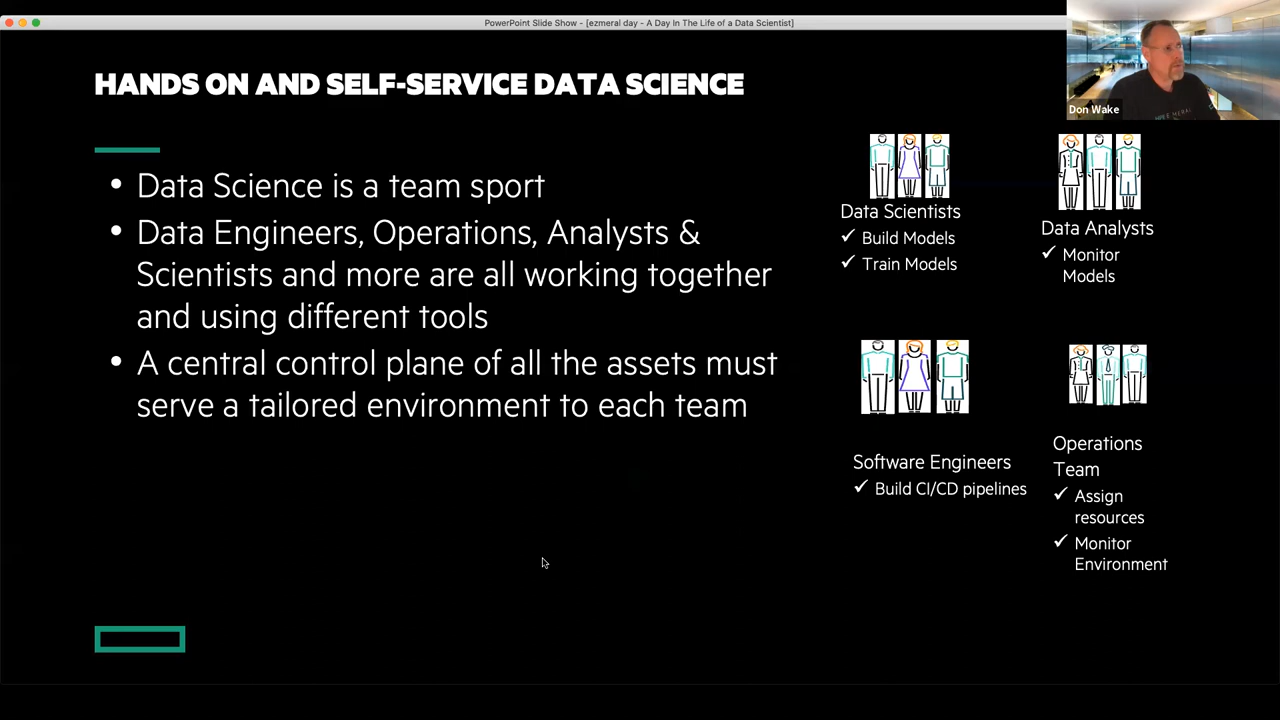 PowerPoint Slide Show - [ezmeral day - A Day In The Life of a Data Scientist]
Don Wake
HANDS ON AND SELF-SERVICE DATA SCIENCE
• Data Science is a team sport
• Data Engineers, Operations, Analysts &
Scientists and more are all working together
and using different tools
• A central control plane of all the assets must
serve a tailored environment to each team
Data Scientists
✓ Build Models
✓ Train Models
Data Analysts
✓ Monitor
Models
Software Engineers
✓ Build CI/CD pipelines
Operations
Team
✓ Assign
resources
✓ Monitor
Environment